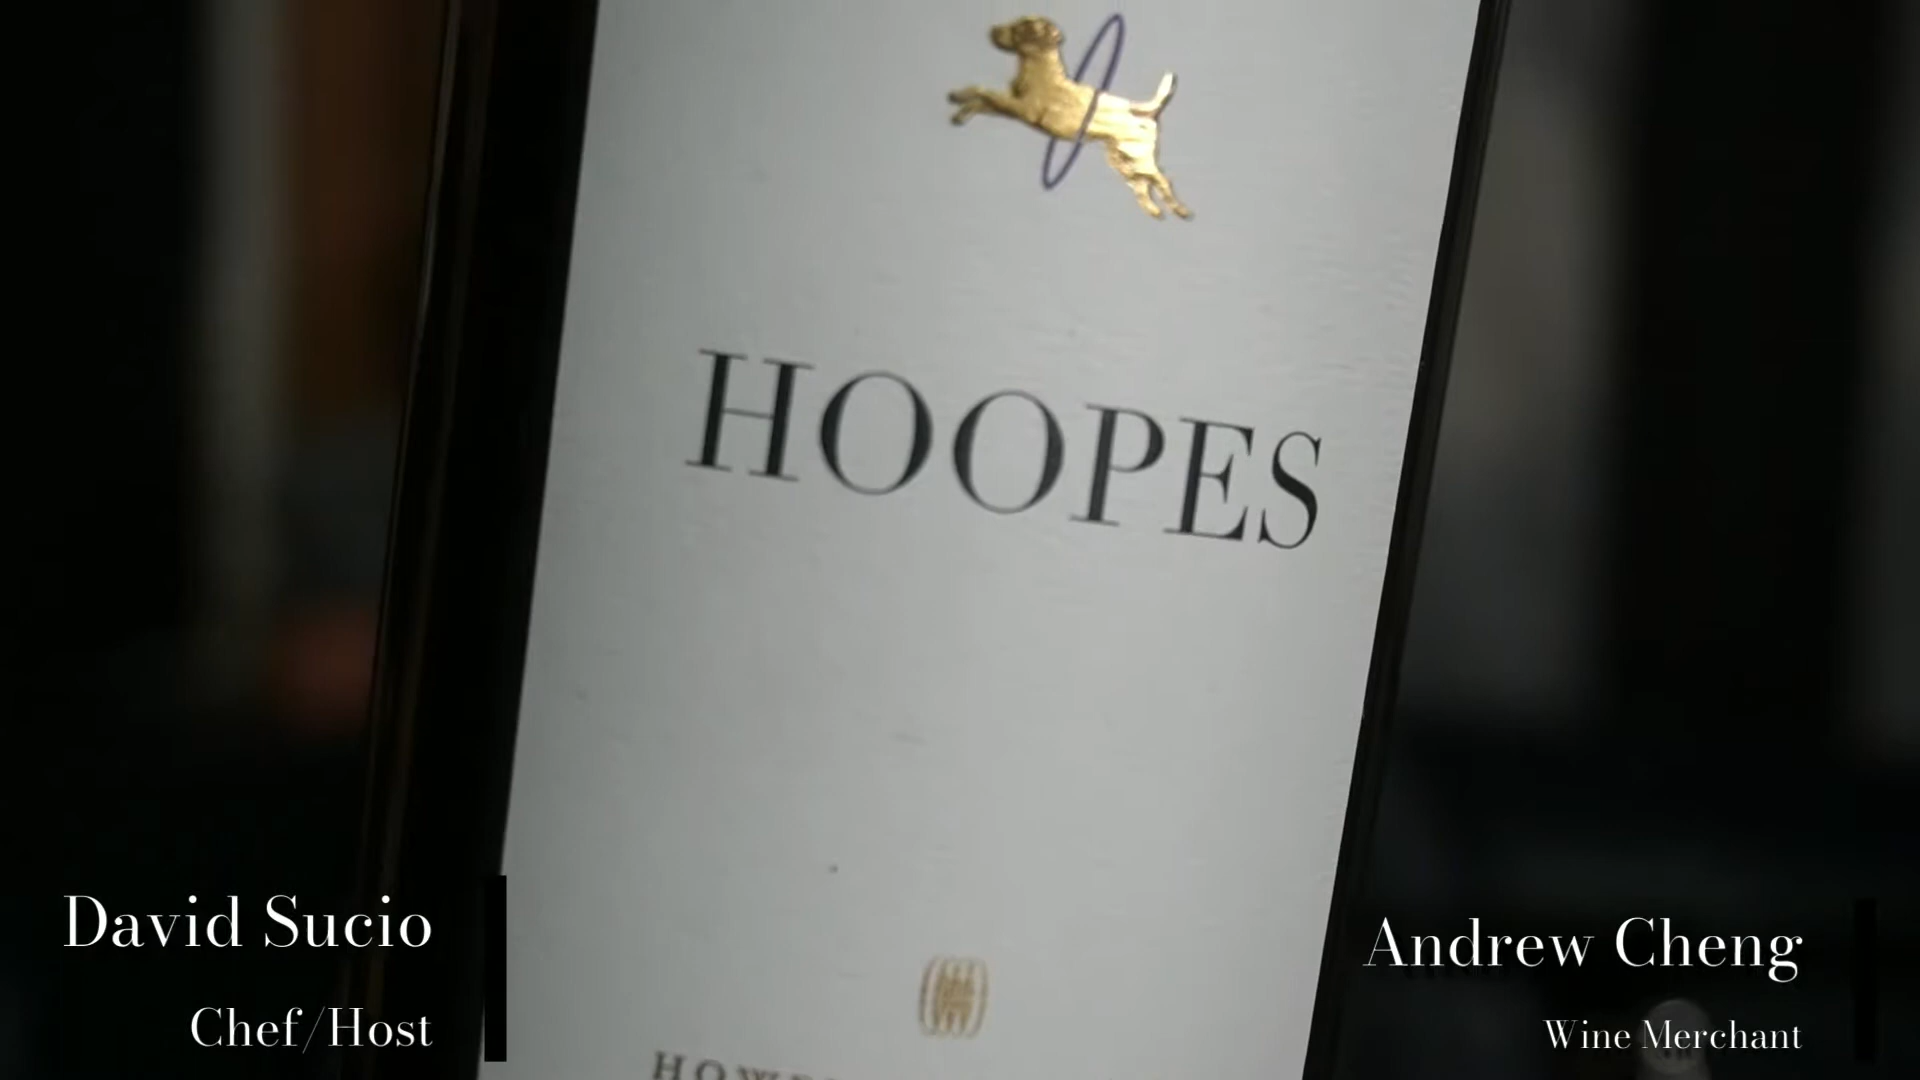 HOOPES
David Sucio
Chef/Host
Andrew Cheng
Wine Merchant